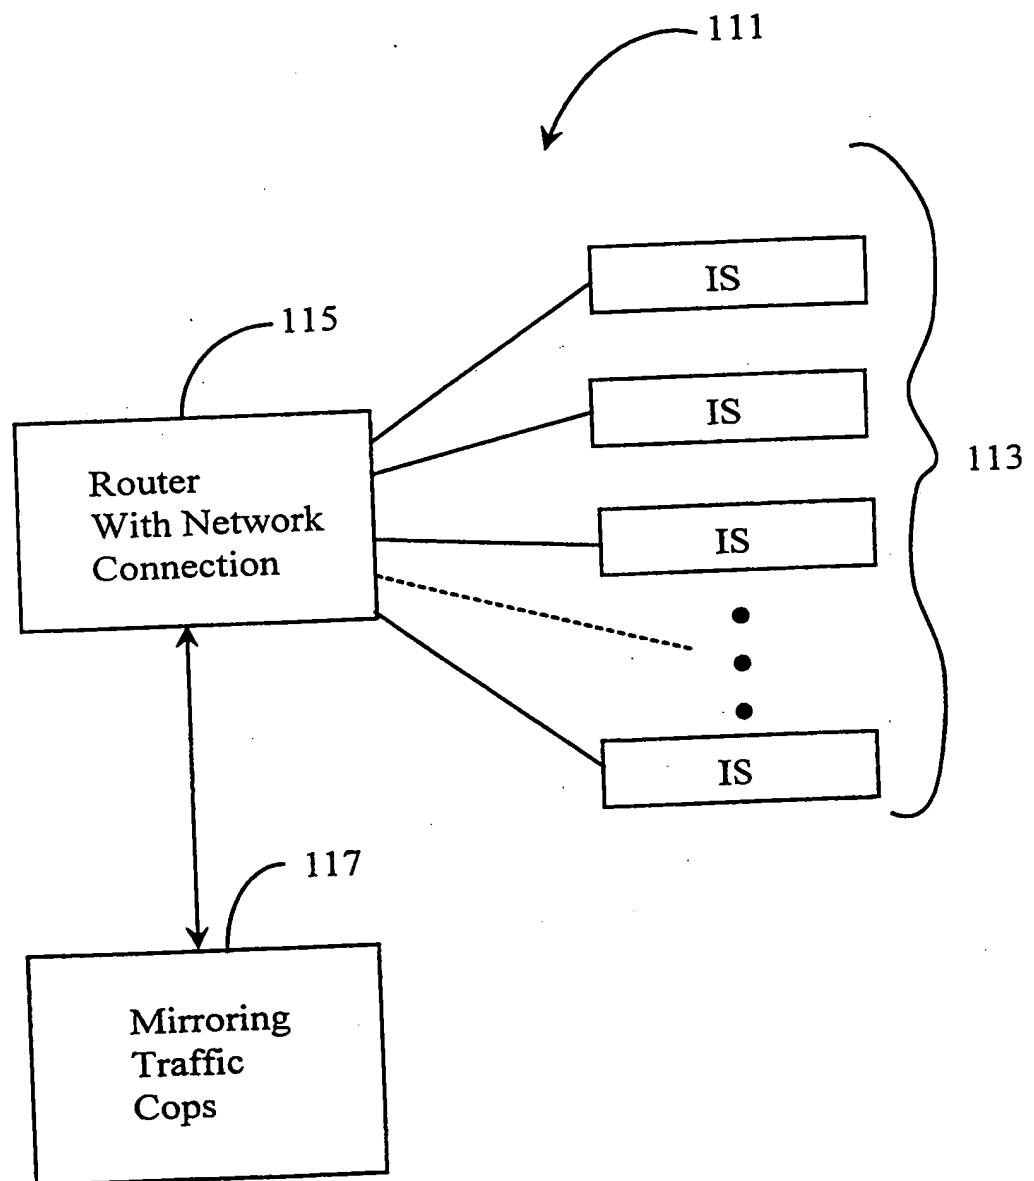 111
IS
115
IS
113
Router
With Network
Connection
IS
IS
117
Mirroring
Traffic
Cops